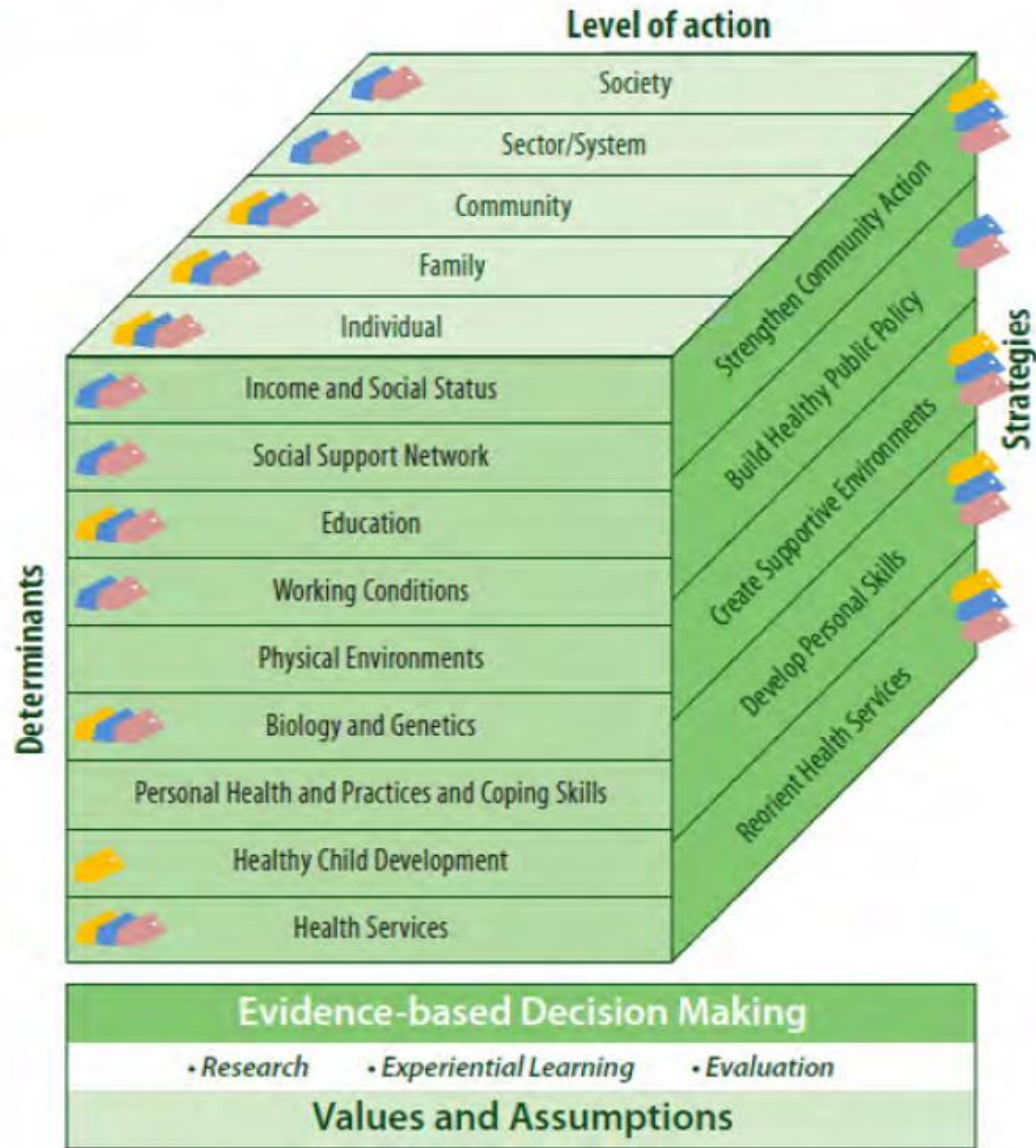 Level of action
Society
Sector/System
Community
Family
Individual
Determinants
Income and Social Status
Social Support Network
Education
Working Conditions
Physical Environments
Biology and Genetics
Personal Health and Practices and Coping Skills
Healthy Child Development
Health Services
Strategies
Strengthen Community Action
Build Healthy Public Policy
Create Supportive Environments
Develop Personal Skills
Reorient Health Services
Evidence-based Decision Making
• Research • Experiential Learning • Evaluation
Values and Assumptions